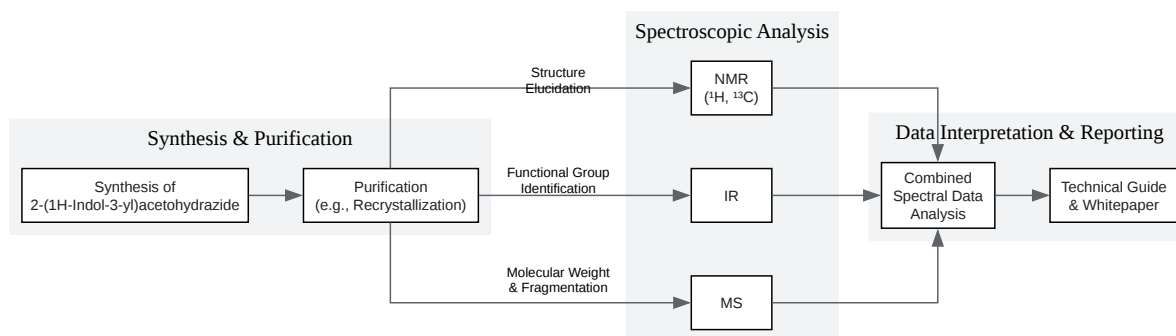 Spectroscopic Analysis
Structure
Elucidation
NMR
(¹H, ¹³C)
Synthesis & Purification
Data Interpretation & Reporting
Synthesis of
2-(1H-Indol-3-yl)acetohydrazide
Purification
(e.g., Recrystallization)
Functional Group
Identification
IR
Combined
Spectral Data
Analysis
Technical Guide
& Whitepaper
Molecular Weight
& Fragmentation
MS